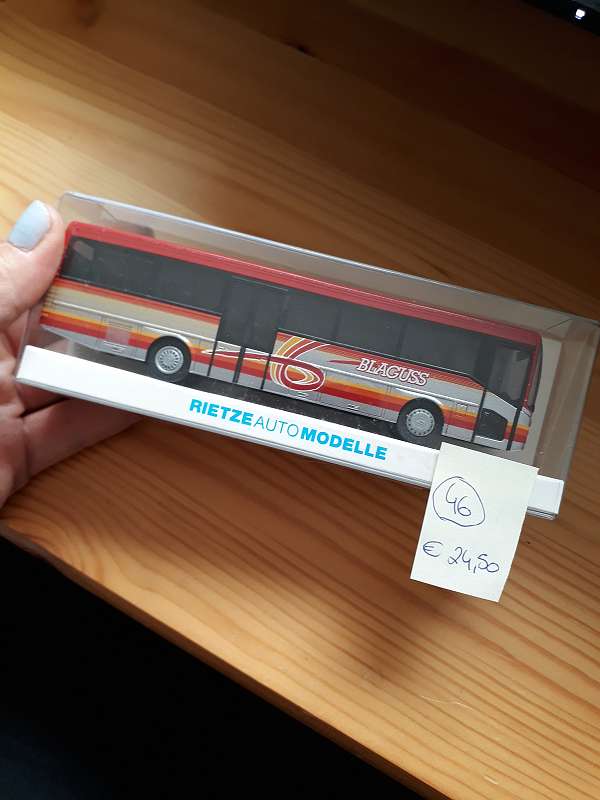 BLAGUSS
RIETZE AUTO MODELLE
46
€ 24,50